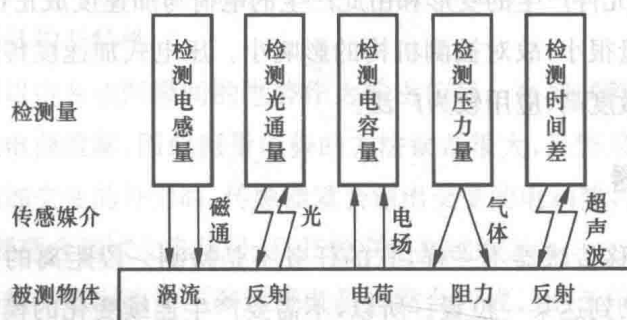 检测电感量 检测光通量 检测电容量 检测压力量 检测时间差
检测量
传感媒介 磁通 光 电场 气体 超声波
被测物体 涡流 反射 电荷 阻力 反射